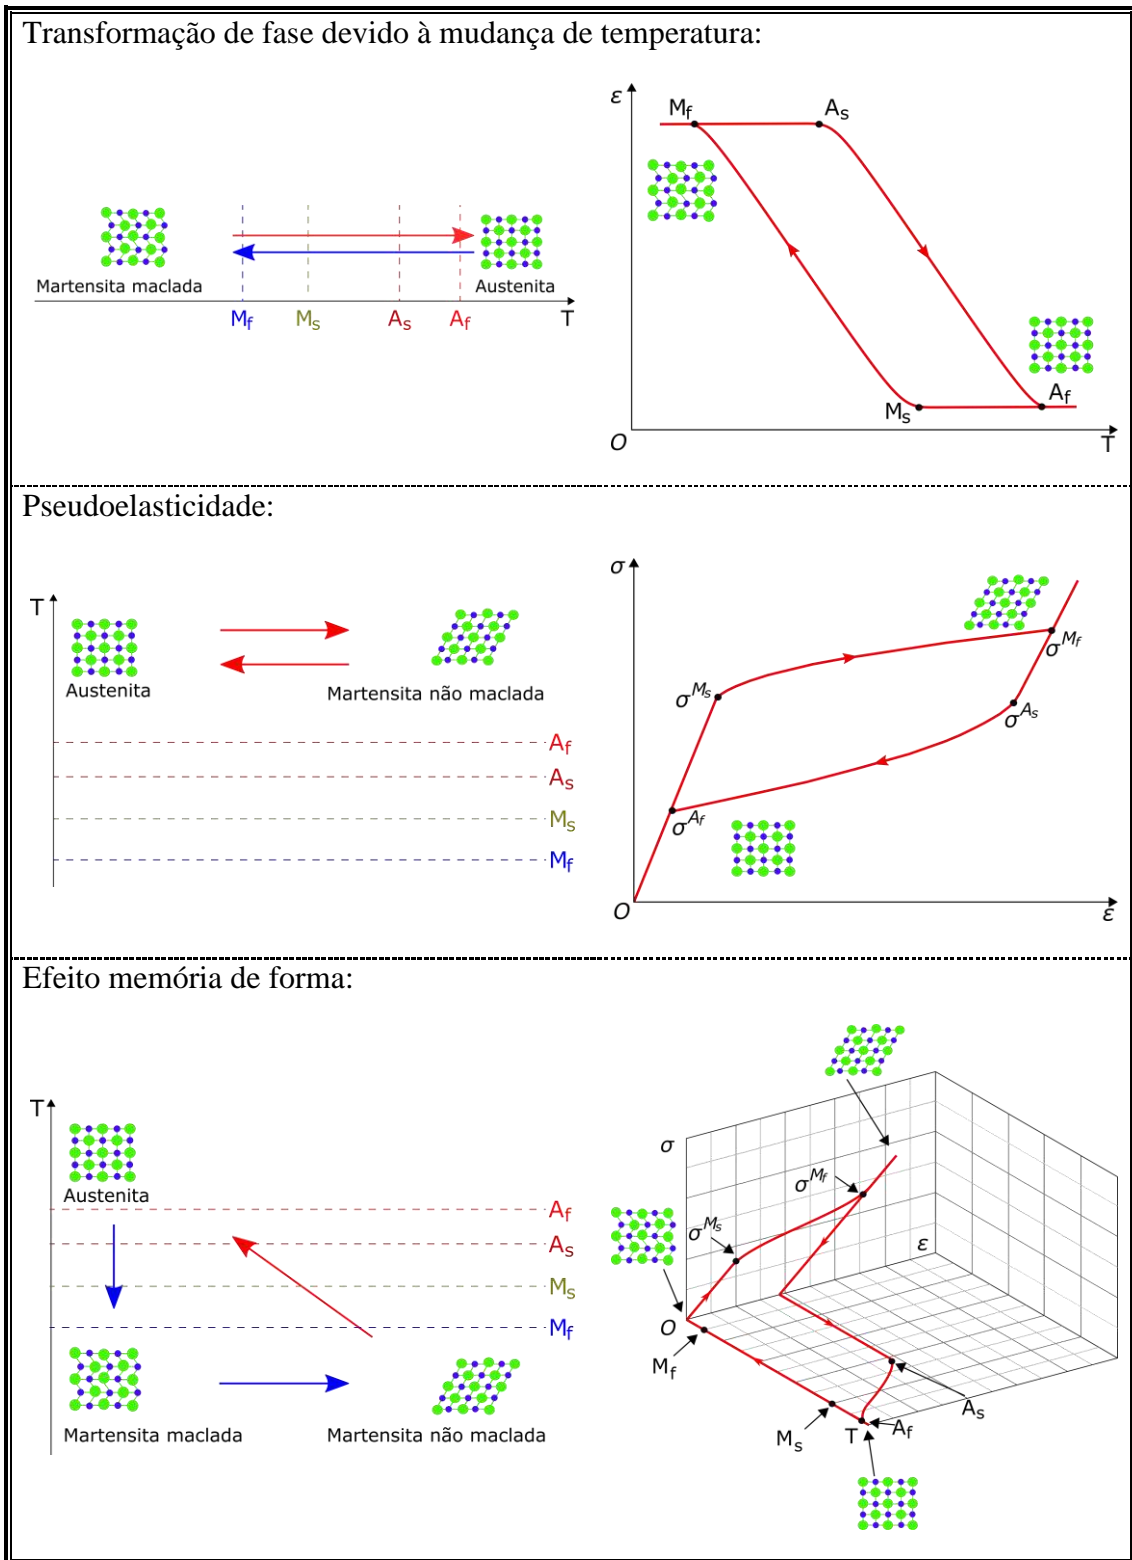 Transformação de fase devido à mudança de temperatura:
Martensita maclada
Austenita
Mf
Ms
As
Af
T
ε
Mf
As
Ms
Af
O
T
Pseudoelasticidade:
T
Austenita
Martensita não maclada
Af
As
Ms
Mf
σ
σMf
σMs
σAs
σAf
O
ε
Efeito memória de forma:
T
Austenita
Af
As
Ms
Mf
Martensita maclada
Martensita não maclada
σ
σMf
σMs
ε
O
Mf
As
Af
T
Ms